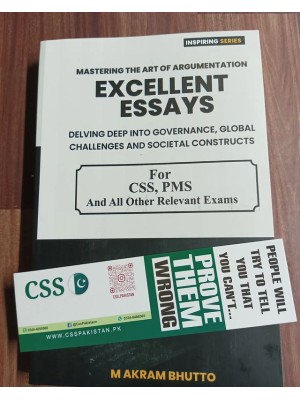 INSPIRING SERIES
MASTERING THE ART OF ARGUMENTATION
EXCELLENT
ESSAYS
DELVING DEEP INTO GOVERNANCE, GLOBAL
CHALLENGES AND SOCIETAL CONSTRUCTS
For
CSS, PMS
And All Other Relevant Exams
CSS
WWW.CSSPAKISTAN.PK
PROVE
THEM
WRONG
PEOPLE WILL
TRY TO TELL
YOU THAT
YOU CAN'T...
M AKRAM BHUTTO